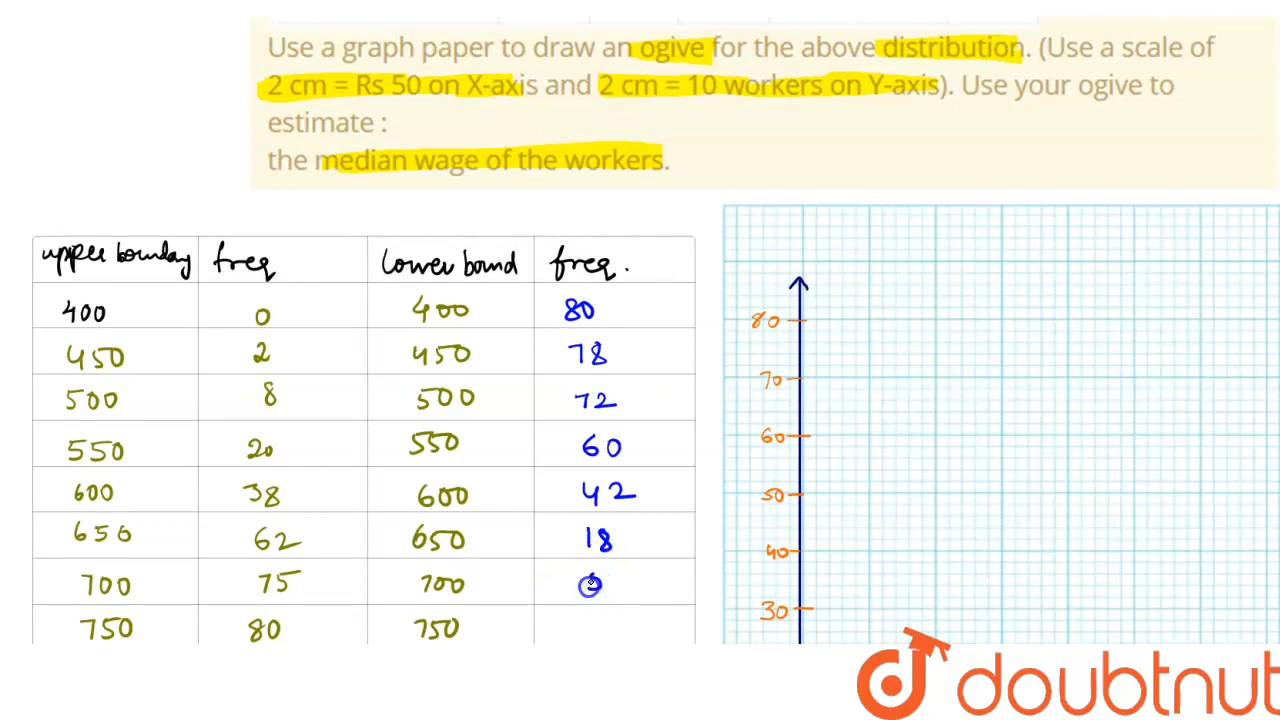 Use a graph paper to draw an ogive for the above distribution. (Use a scale of
2 cm = Rs 50 on X-axis and 2 cm = 10 workers on Y-axis). Use your ogive to
estimate :
the median wage of the workers.
upper bounday freq lower bound freq.
400 0 400 80
450 2 450 78
500 8 500 72
550 20 550 60
600 38 600 42
650 62 650 18
700 75 700
750 80 750
80
70
60
50
40
30
doubtnut